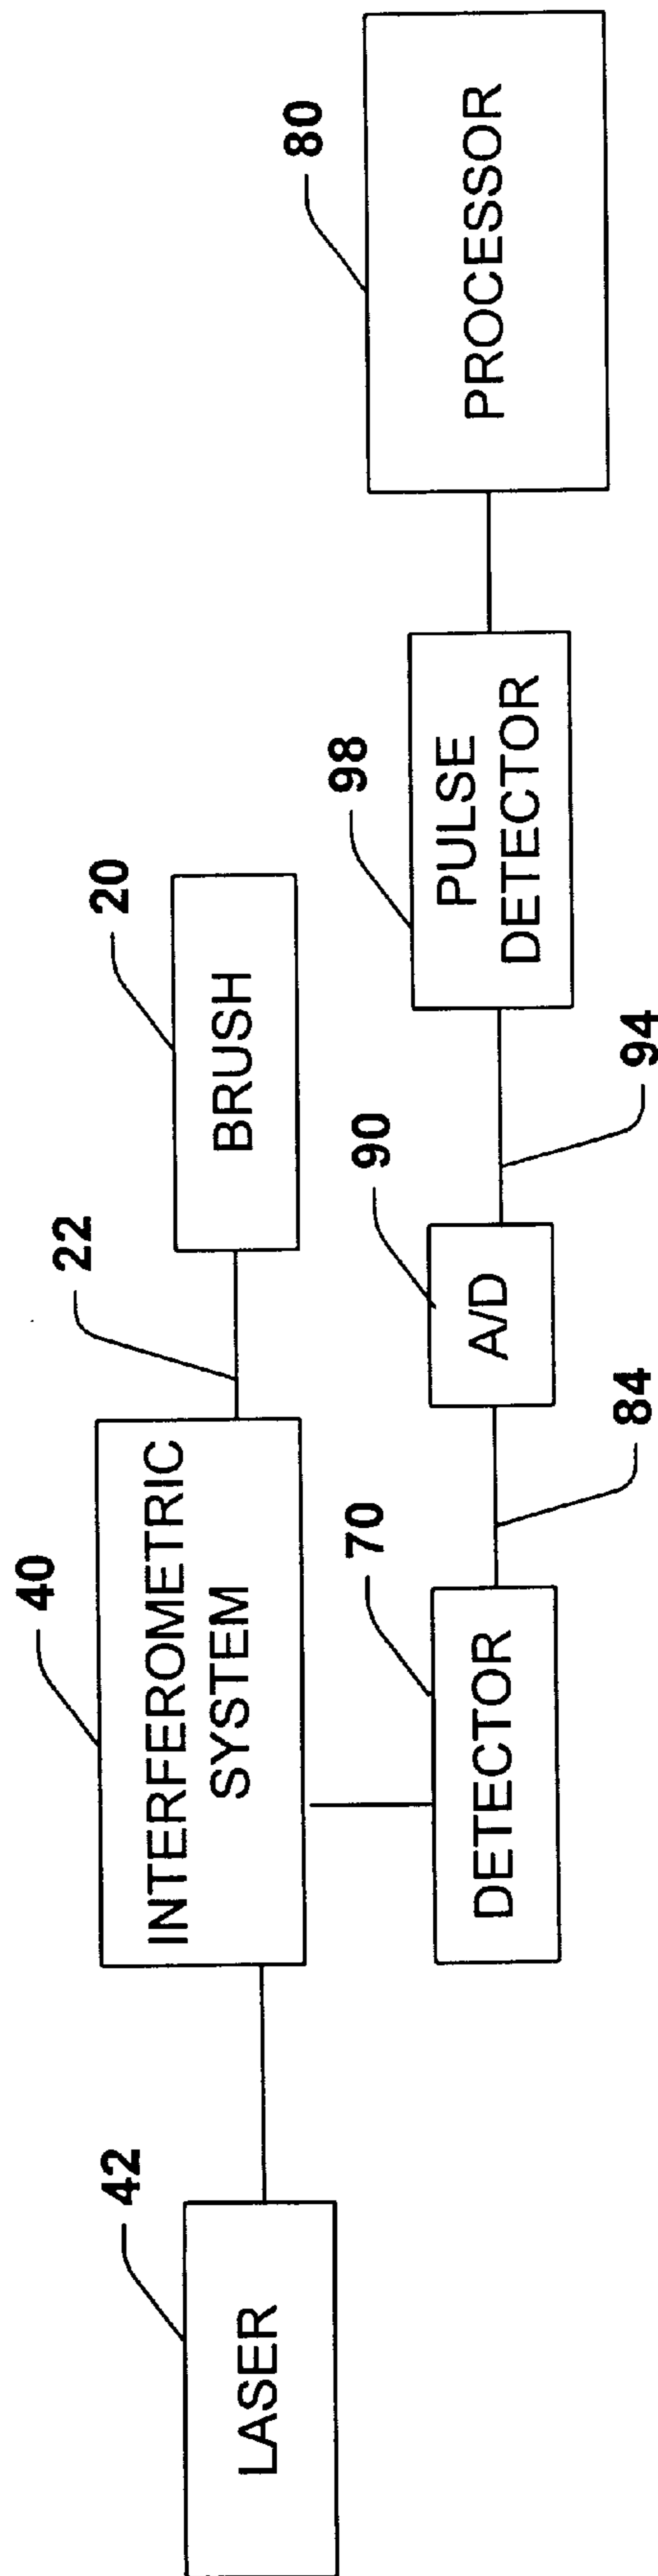 42
LASER
40
INTERFEROMETRIC
SYSTEM
22
20
BRUSH
70
DETECTOR
84
90
A/D
94
98
PULSE
DETECTOR
80
PROCESSOR